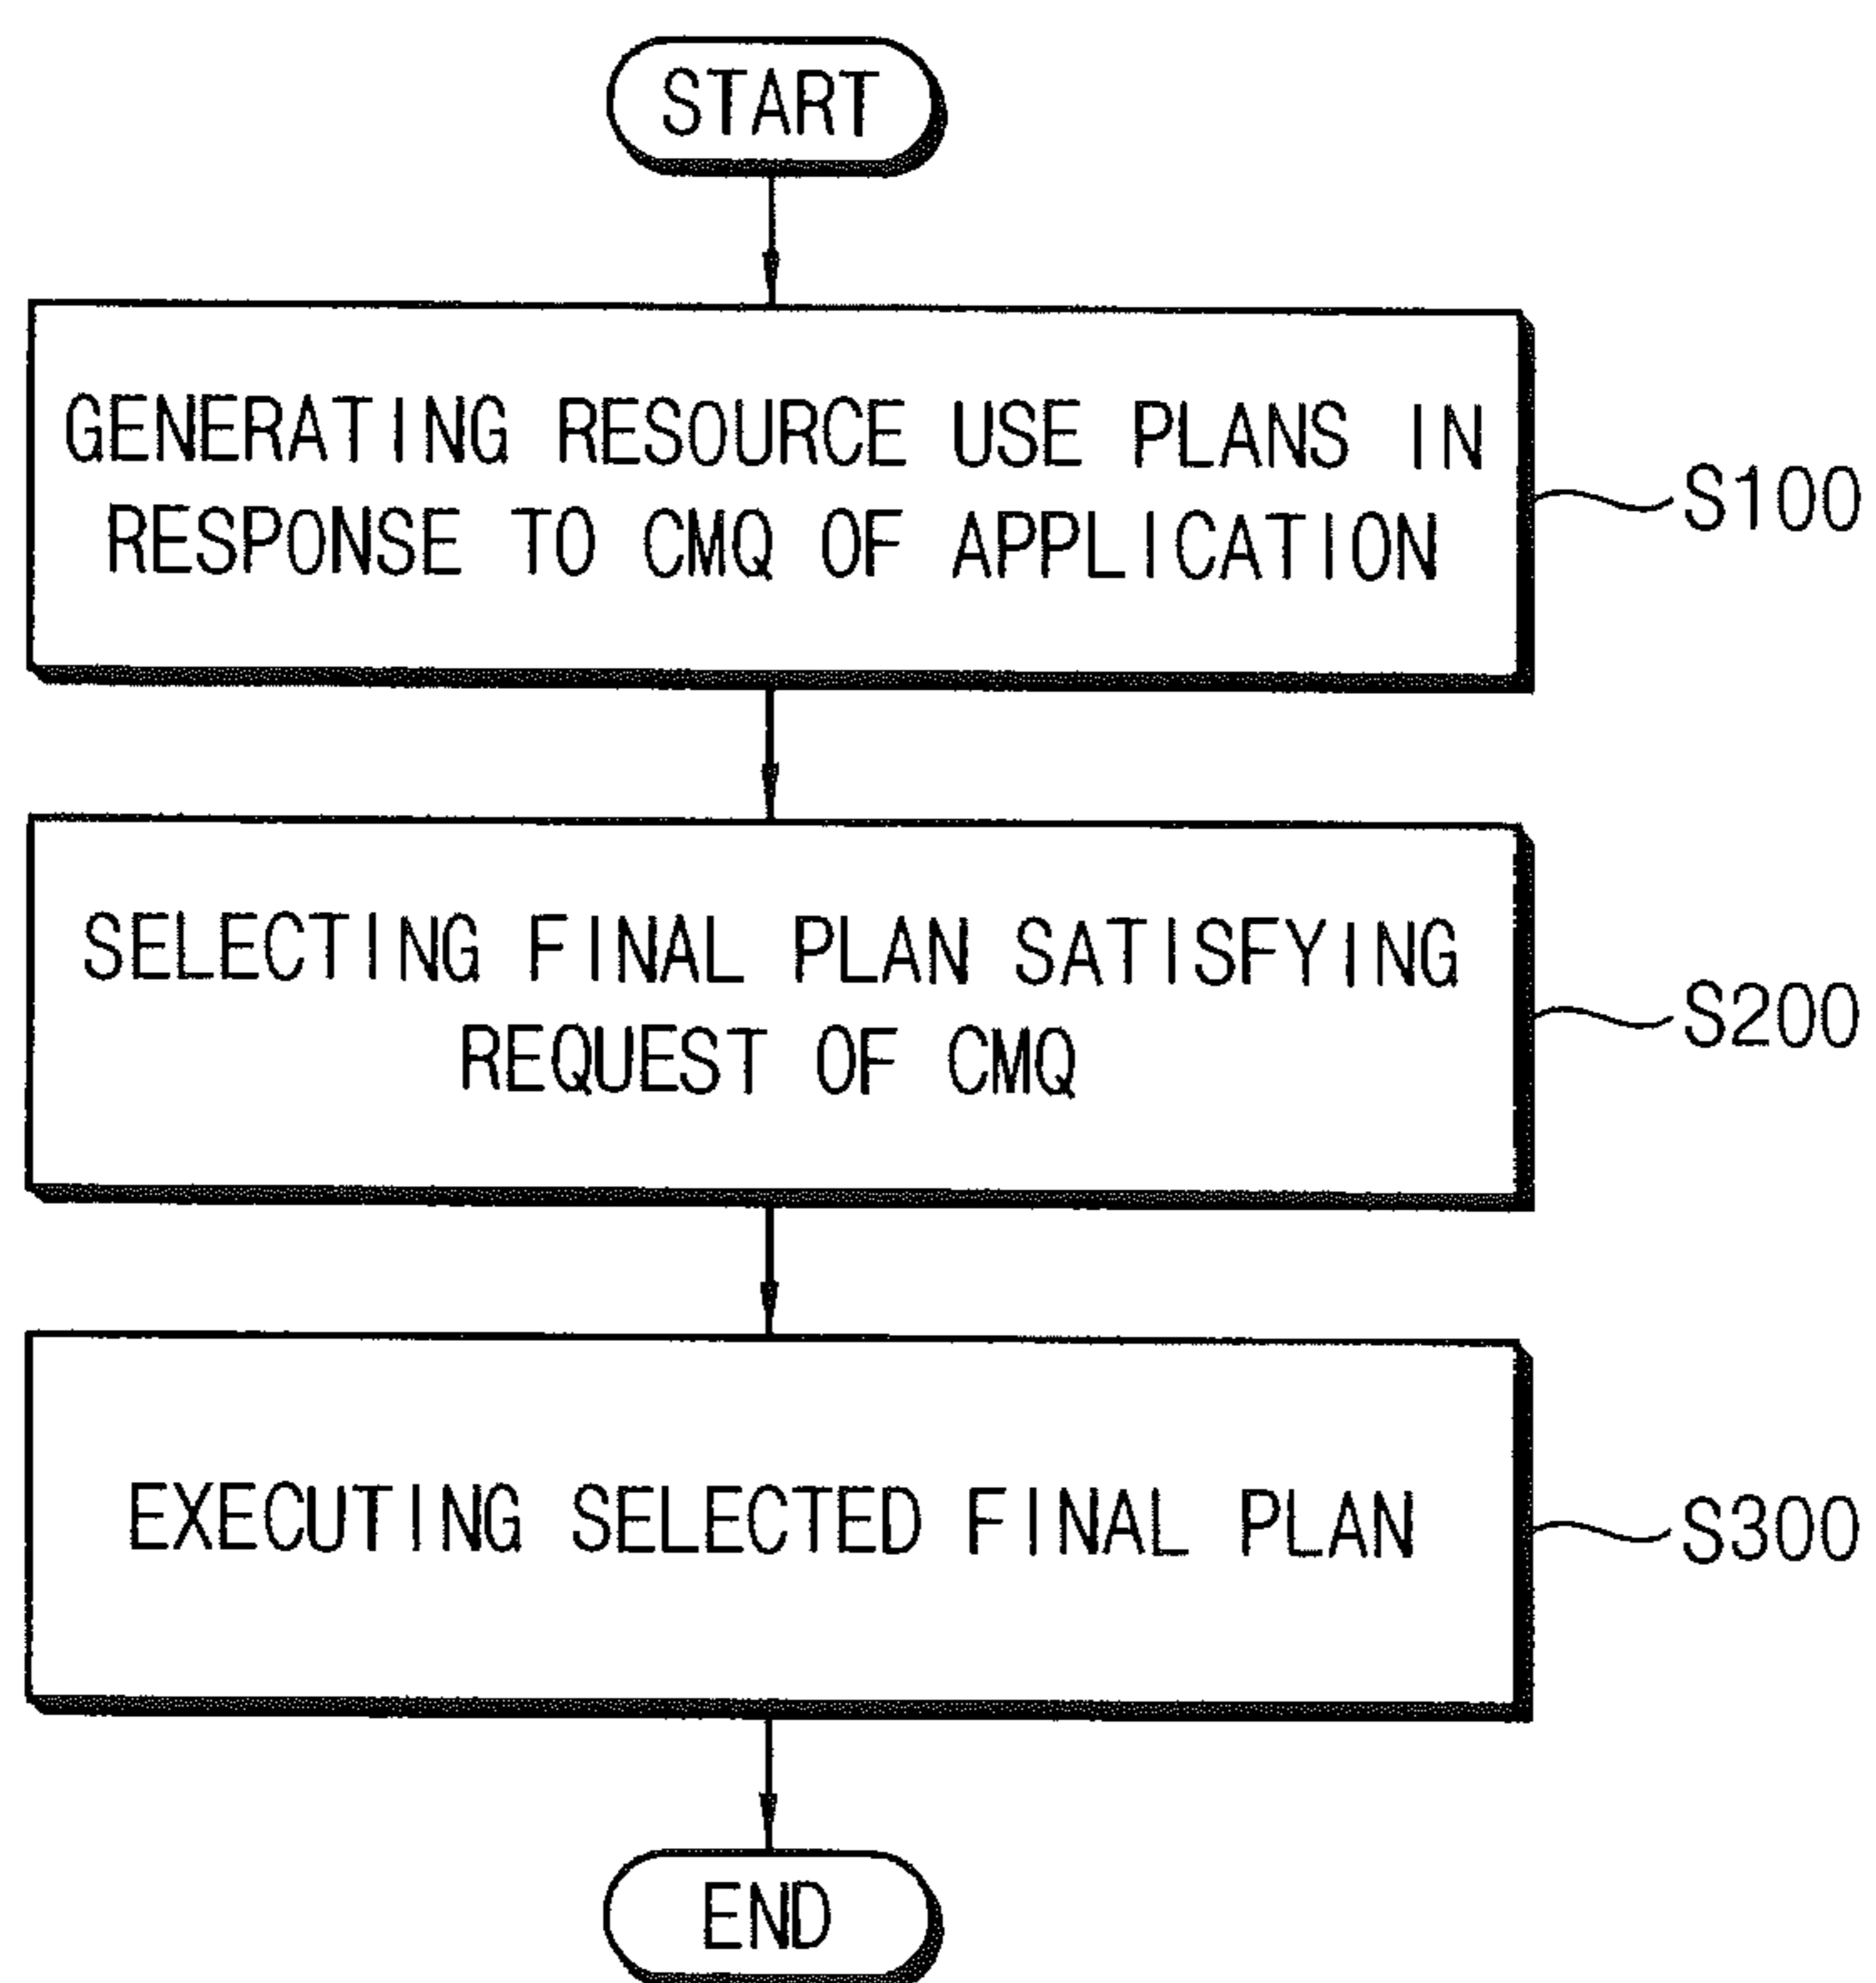 START
GENERATING RESOURCE USE PLANS IN
RESPONSE TO CMQ OF APPLICATION
S100
SELECTING FINAL PLAN SATISFYING
REQUEST OF CMQ
S200
EXECUTING SELECTED FINAL PLAN
S300
END